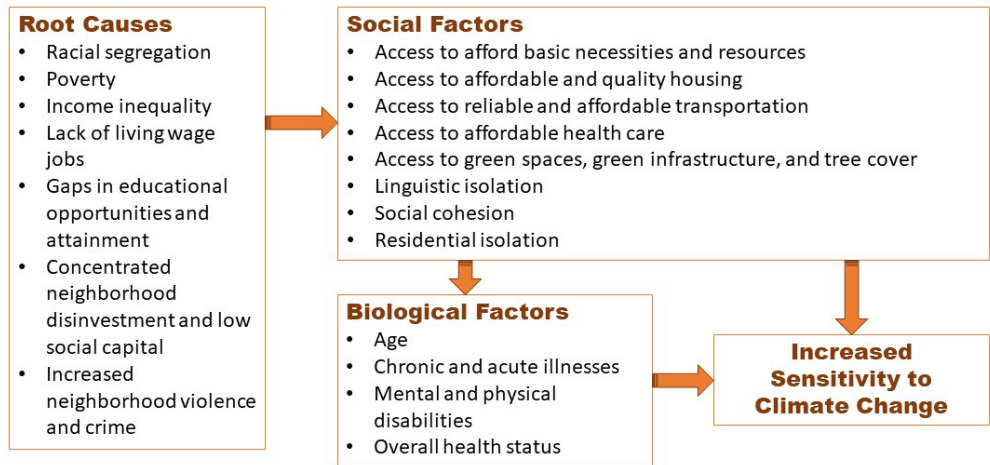 Root Causes
• Racial segregation
• Poverty
• Income inequality
• Lack of living wage
jobs
• Gaps in educational
opportunities and
attainment
• Concentrated
neighborhood
disinvestment and low
social capital
• Increased
neighborhood violence
and crime
Social Factors
• Access to afford basic necessities and resources
• Access to affordable and quality housing
• Access to reliable and affordable transportation
• Access to affordable health care
• Access to green spaces, green infrastructure, and tree cover
• Linguistic isolation
• Social cohesion
• Residential isolation
Biological Factors
• Age
• Chronic and acute illnesses
• Mental and physical
disabilities
• Overall health status
Increased
Sensitivity to
Climate Change